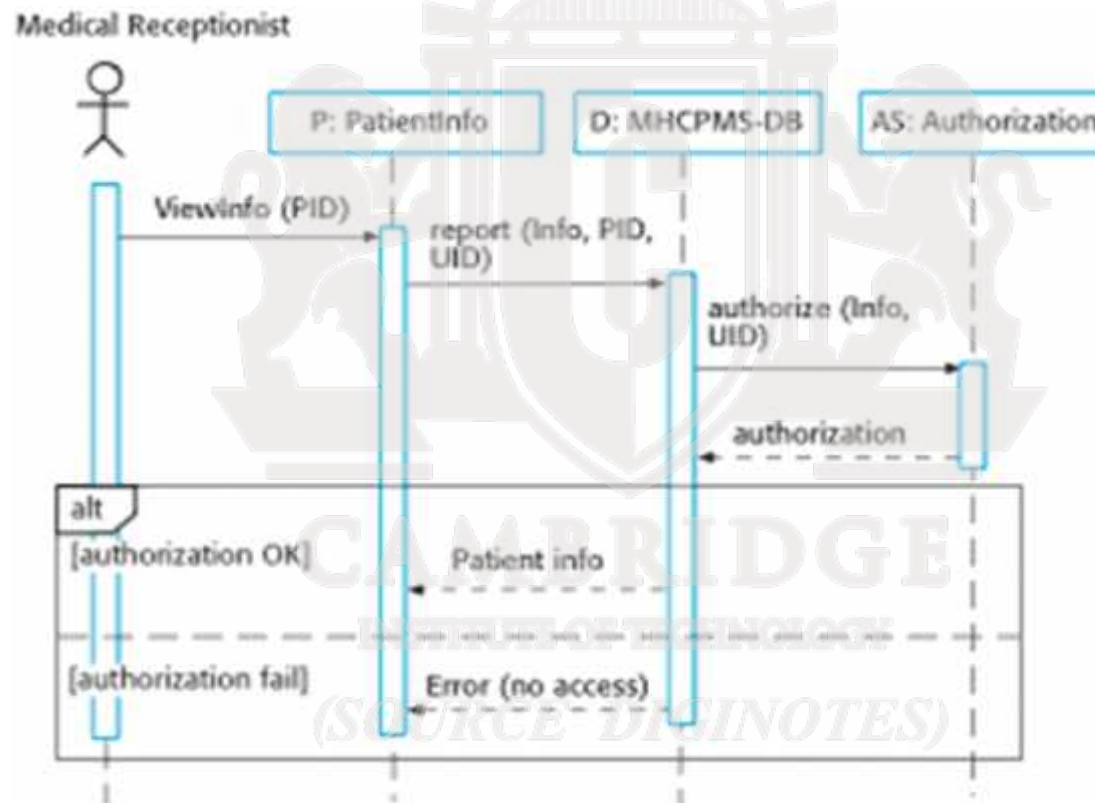 Medical Receptionist
P: PatientInfo
D: MHCPMS-DB
AS: Authorization
ViewInfo (PID)
report (Info, PID,
UID)
authorize (Info,
UID)
authorization
alt
[authorization OK]
Patient info
CAMBRIDGE
INSTITUTE OF TECHNOLOGY
[authorization fail]
Error (no access)
(SOURCE DIGINOTES)